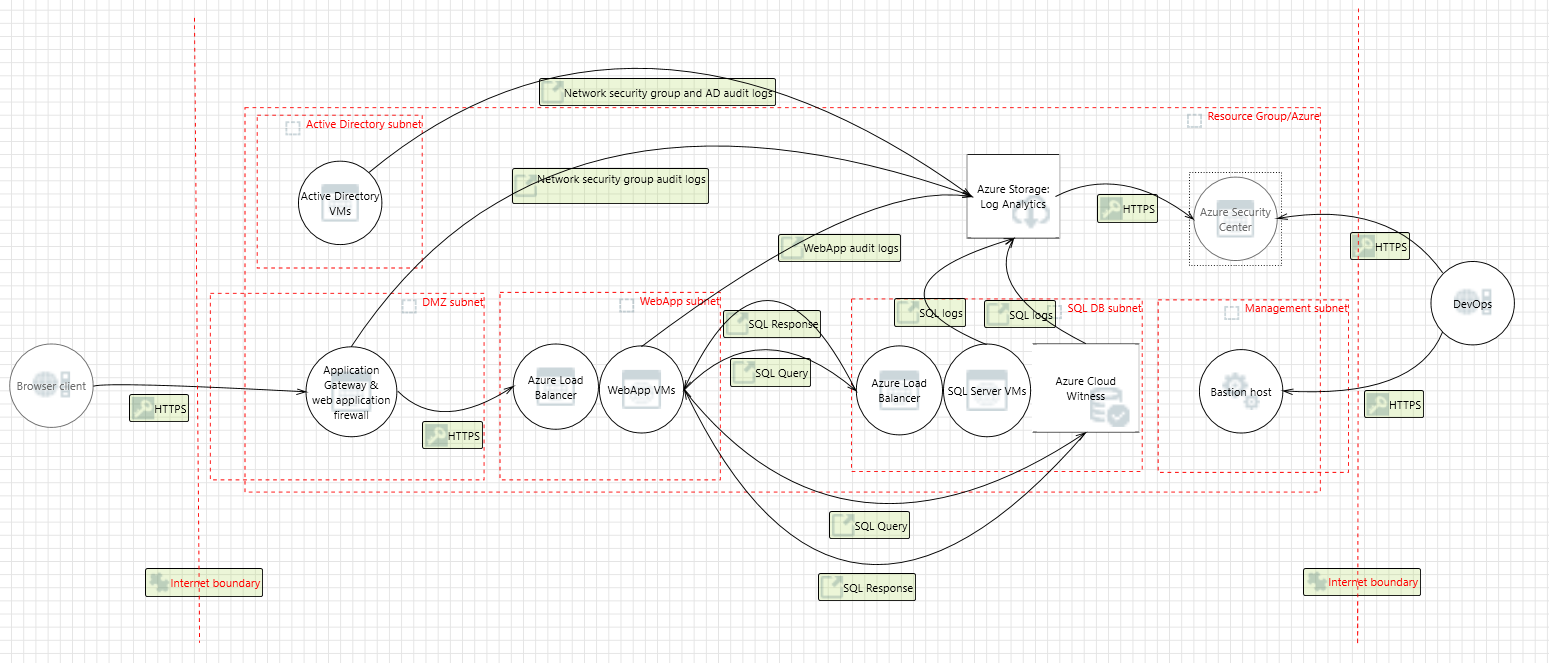 Network security group and AD audit logs
Active Directory subnet
Resource Group/Azure
Network security group audit logs
Active Directory
VMs
Azure Storage:
Log Analytics
HTTPS
Azure Security
Center
WebApp audit logs
HTTPS
DMZ subnet
WebApp subnet
SQL Response
SQL logs
SQL logs
SQL DB subnet
Management subnet
DevOps
Browser client
HTTPS
Application
Gateway &
web application
firewall
HTTPS
Azure Load
Balancer
WebApp VMs
SQL Query
Azure Load
Balancer
SQL Server VMs
Azure Cloud
Witness
Bastion host
HTTPS
SQL Query
SQL Response
Internet boundary
Internet boundary